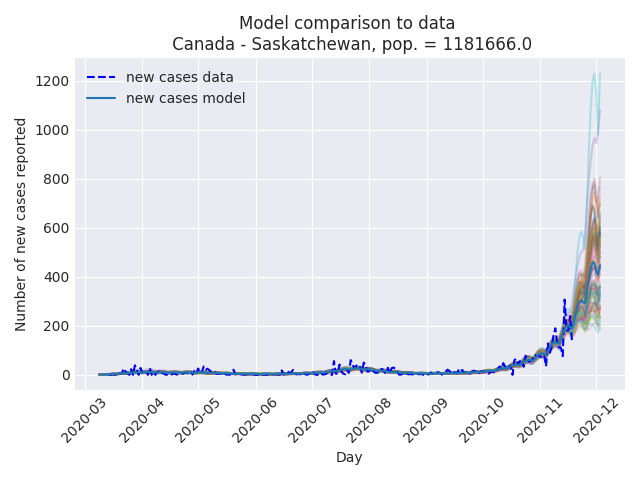 Model comparison to data
Canada - Saskatchewan, pop. = 1181666.0
new cases data
new cases model
Number of new cases reported
1200
1000
800
600
400
200
0
2020-03
2020-04
2020-05
2020-06
2020-07
2020-08
2020-09
2020-10
2020-11
2020-12
Day